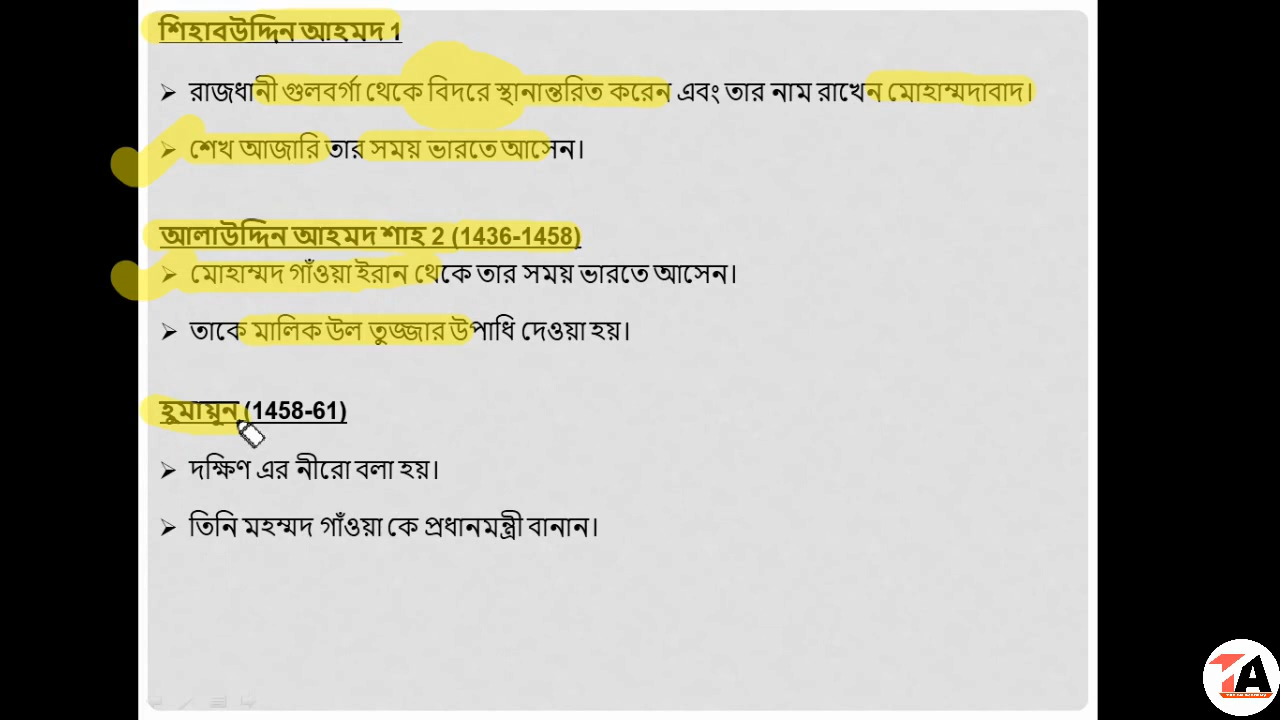 শিহাবউদ্দিন আহমদ 1
রাজধানী গুলবর্গা থেকে বিদরে স্থানান্তরিত করেন এবং তার নাম রাখেন মোহাম্মদাবাদ।
শেখ আজারি তার সময় ভারতে আসেন।
আলাউদ্দিন আহমদ শাহ 2 (1436-1458)
মোহাম্মদ গাঁওয়া ইরান থেকে তার সময় ভারতে আসেন।
তাকে মালিক উল তুজ্জার উপাধি দেওয়া হয়।
হুমায়ুন (1458-61)
দক্ষিণ এর নীরো বলা হয়।
তিনি মহম্মদ গাঁওয়া কে প্রধানমন্ত্রী বানান।
TA